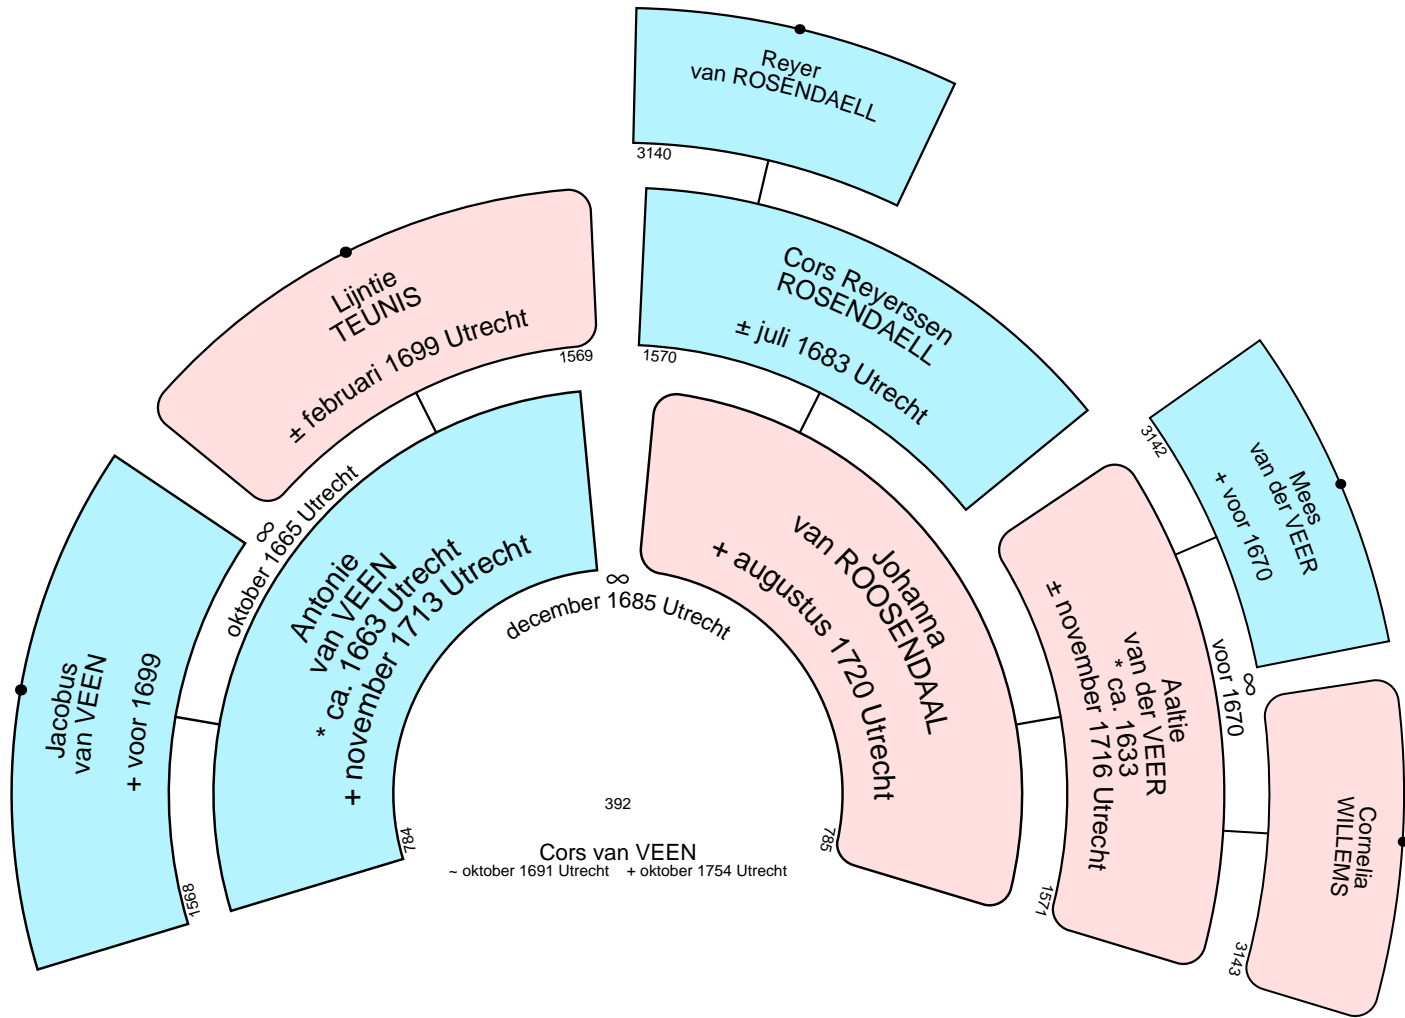 Reyer
van ROSENDAELL
3140
Lijntie
TEUNIS
± februari 1699 Utrecht
1569
Cors Reyerssen
ROSENDAELL
± juli 1683 Utrecht
1570
Mees
van der VEER
+ voor 1670
3142
Jacobus
van VEEN
+ voor 1699
1568
∞
oktober 1665 Utrecht
Antonie
van VEEN
* ca. 1663 Utrecht
+ november 1713 Utrecht
784
∞
december 1685 Utrecht
Johanna
van ROOSENDAAL
+ augustus 1720 Utrecht
785
Aaltie
van der VEER
* ca. 1633
± november 1716 Utrecht
1571
∞
voor 1670
Cornelia
WILLEMS
3143
392
Cors van VEEN
~ oktober 1691 Utrecht + oktober 1754 Utrecht